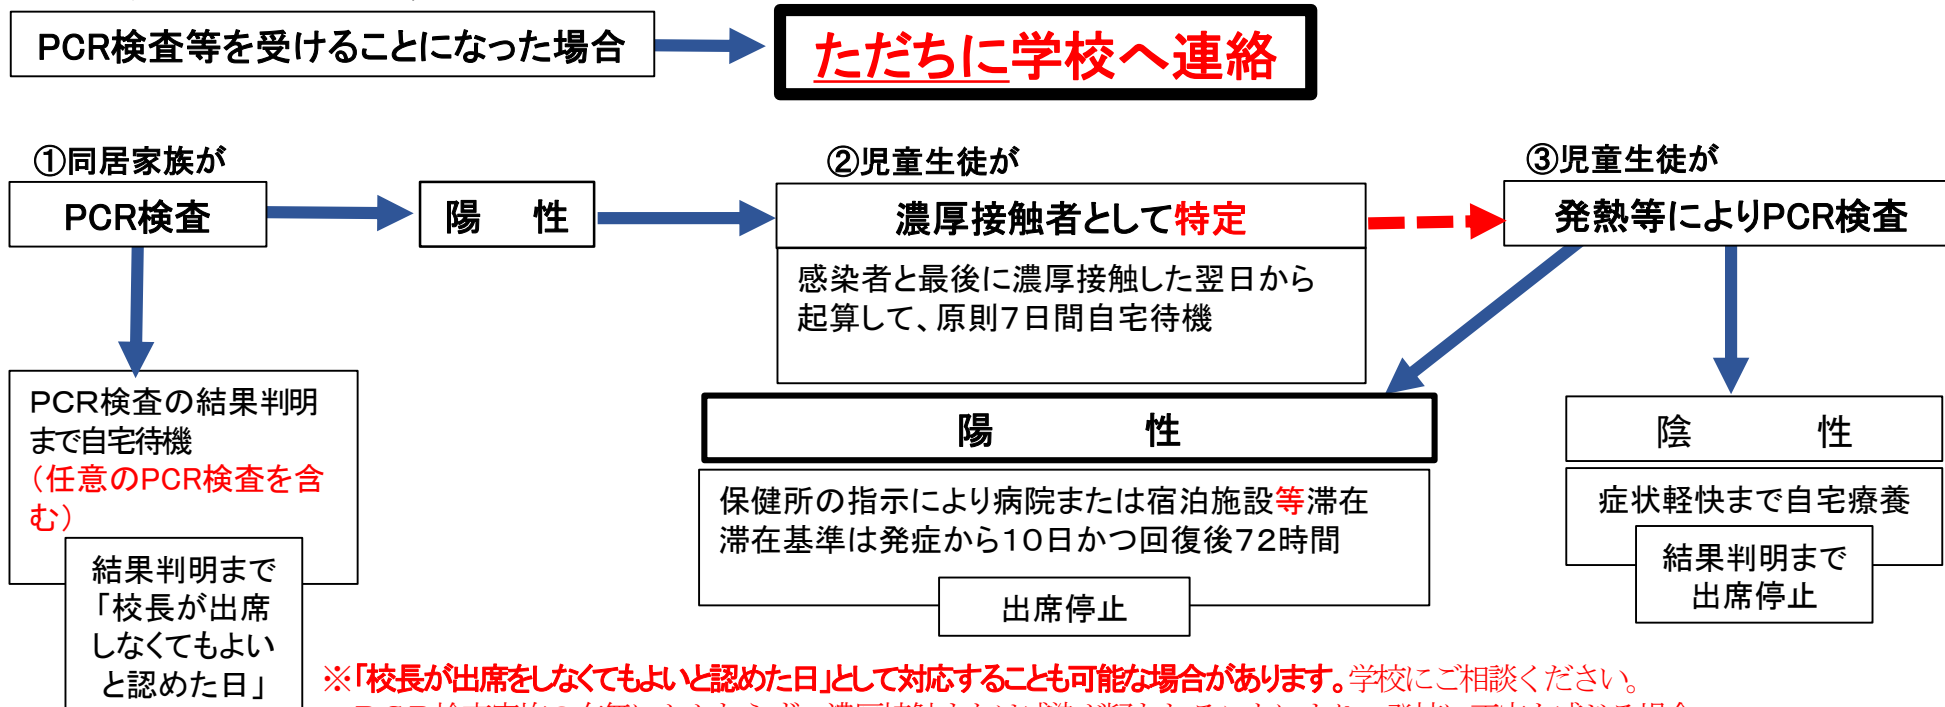 PCR検査等を受けることになった場合
ただちに学校へ連絡
①同居家族が
PCR検査
陽 性
②児童生徒が
濃厚接触者として特定
感染者と最後に濃厚接触した翌日から
起算して、原則7日間自宅待機
③児童生徒が
発熱等によりPCR検査
PCR検査の結果判明
まで自宅待機
(任意のPCR検査を含
む)
結果判明まで
「校長が出席
しなくてもよい
と認めた日」
陽 性
保健所の指示により病院または宿泊施設等滞在
滞在基準は発症から10日かつ回復後72時間
出席停止
陰 性
症状軽快まで自宅療養
結果判明まで
出席停止
※「校長が出席をしなくてもよいと認めた日」として対応することも可能な場合があります。学校にご相談ください。